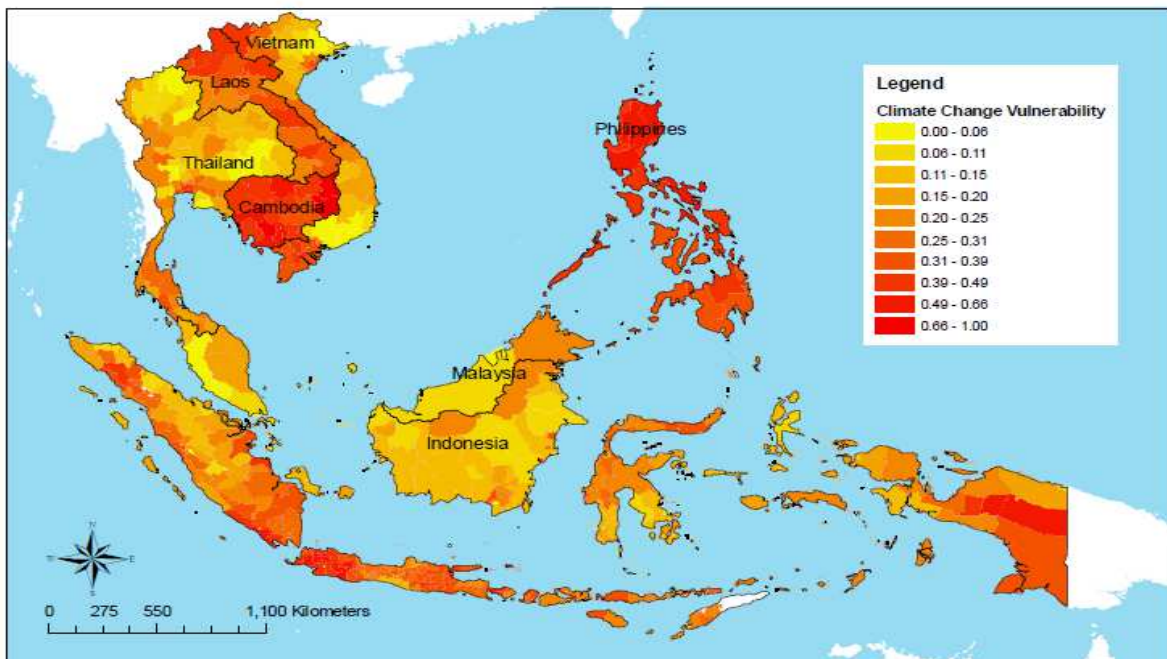 Vietnam
Laos
Philippines
Thailand
Cambodia
Malaysia
Indonesia
Legend
Climate Change Vulnerability
0.00 - 0.06
0.06 - 0.11
0.11 - 0.15
0.15 - 0.20
0.20 - 0.25
0.25 - 0.31
0.31 - 0.39
0.39 - 0.49
0.49 - 0.66
0.66 - 1.00
N
E
S
0 275 550 1,100 Kilometers